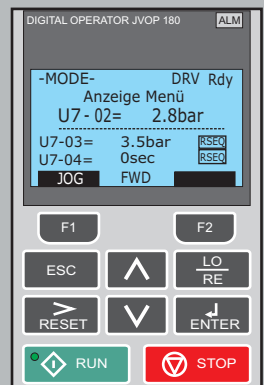 DIGITAL OPERATOR JVOP 180 ALM
-MODE- DRV Rdy
Anzeige Menü
U7 - 02= 2.8bar
U7-03= 3.5bar RSEQ
U7-04= 0sec RSEQ
JOG FWD
F1 F2
ESC LO
RE
RESET ENTER
RUN STOP